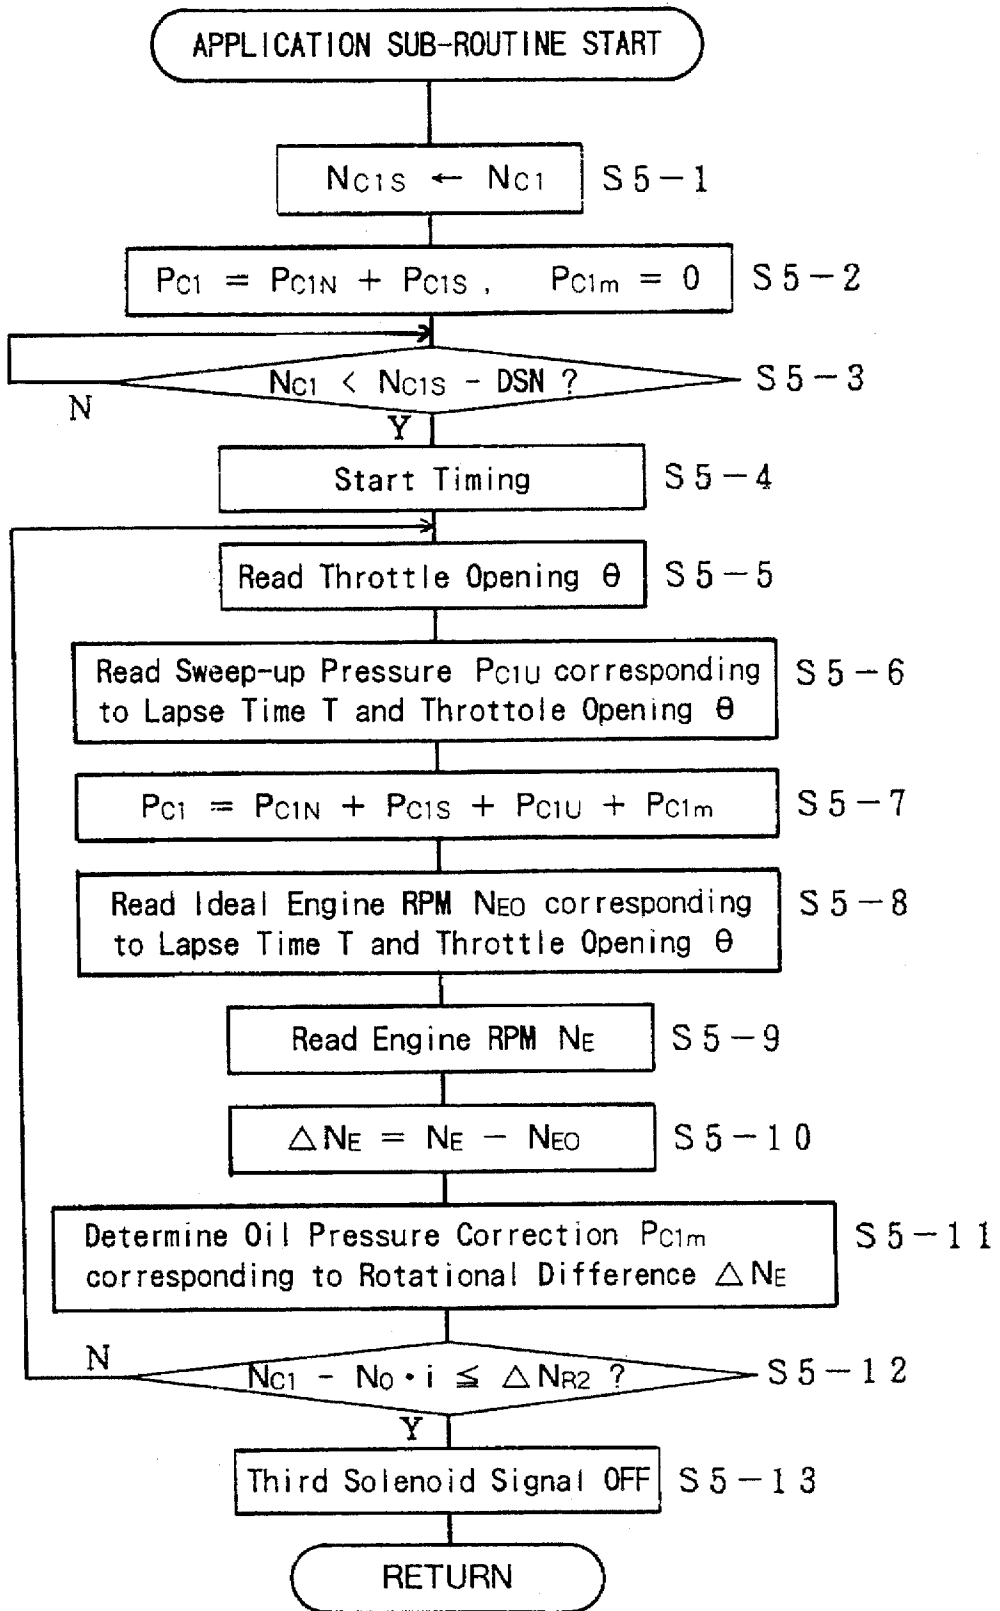 APPLICATION SUB-ROUTINE START
NC1S ← NC1 S5-1
PC1 = PC1N + PC1S , PC1m = 0 S5-2
NC1 < NC1S - DSN ? S5-3
N
Y
Start Timing S5-4
Read Throttle Opening θ S5-5
Read Sweep-up Pressure PC1U corresponding S5-6
to Lapse Time T and Throttole Opening θ
PC1 = PC1N + PC1S + PC1U + PC1m S5-7
Read Ideal Engine RPM NEO corresponding S5-8
to Lapse Time T and Throttle Opening θ
Read Engine RPM NE S5-9
△NE = NE - NEO S5-10
Determine Oil Pressure Correction PC1m S5-11
corresponding to Rotational Difference △NE
N
NC1 - NO・i ≦ △NR2 ? S5-12
Y
Third Solenoid Signal OFF S5-13
RETURN